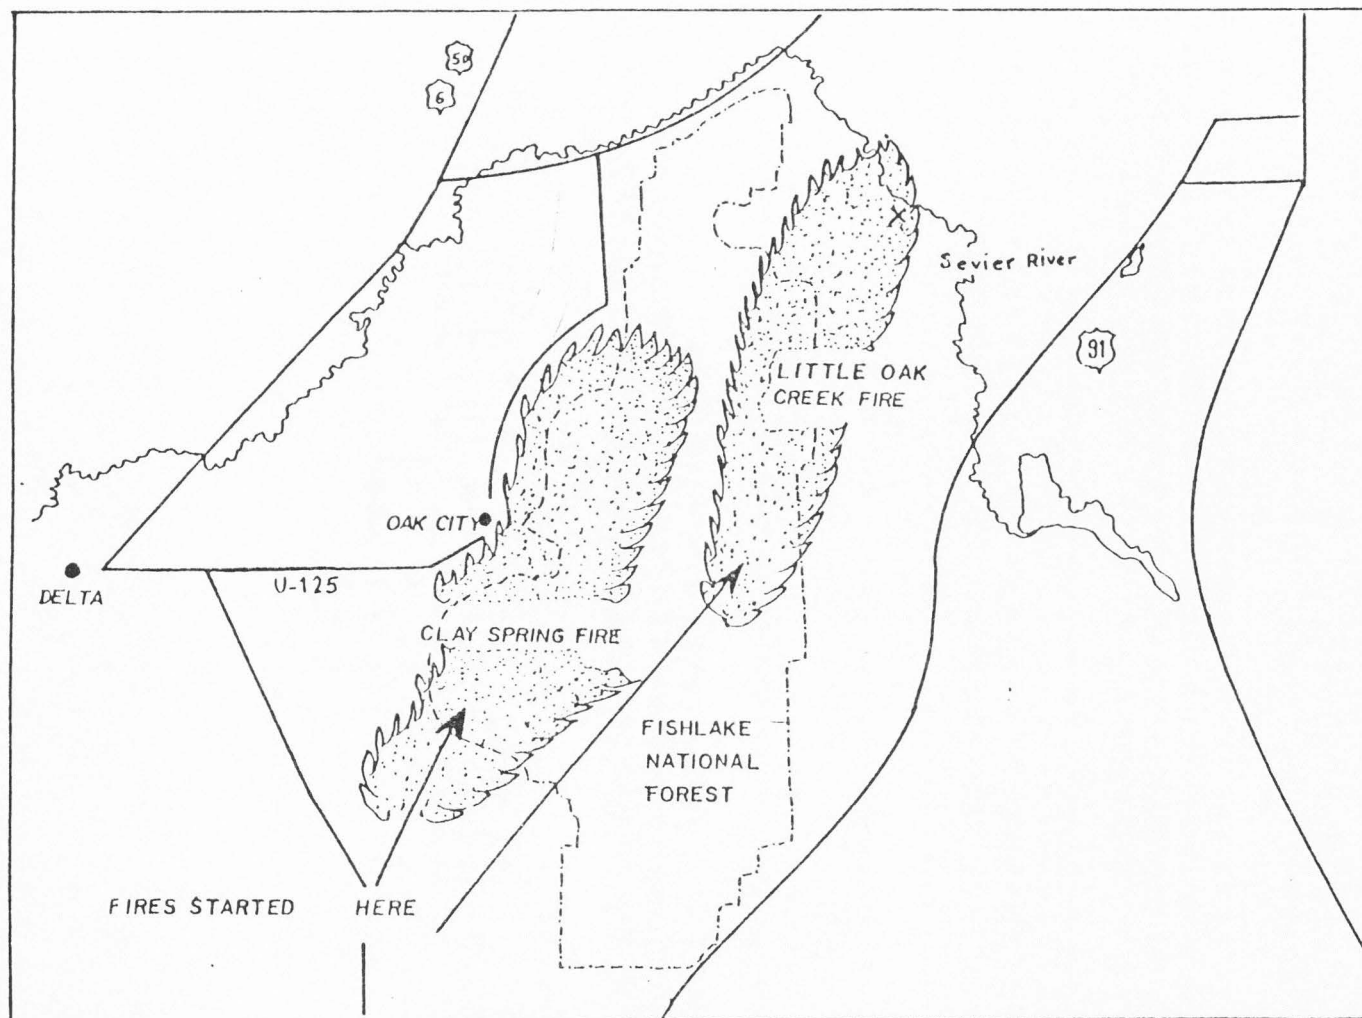 50
6
Sevier River
91
LITTLE OAK
CREEK FIRE
OAK CITY
DELTA
U-125
CLAY SPRING FIRE
FISHLAKE
NATIONAL
FOREST
FIRES STARTED HERE
X